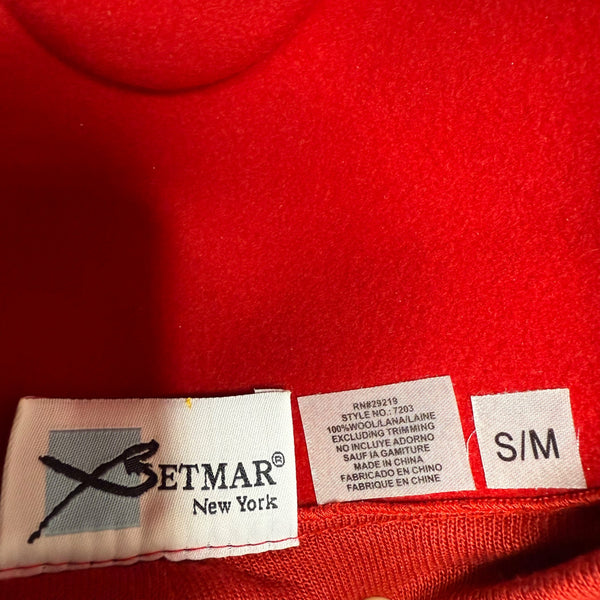 BETMAR®
New York
RN#29219
STYLE NO.: 7203
100%WOOL/LANA/LAINE
EXCLUDING TRIMMING
NO INCLUYE ADORNO
SAUF LA GAMITURE
MADE IN CHINA
FABRICADO EN CHINO
FABRIQUE EN CHINE
S/M